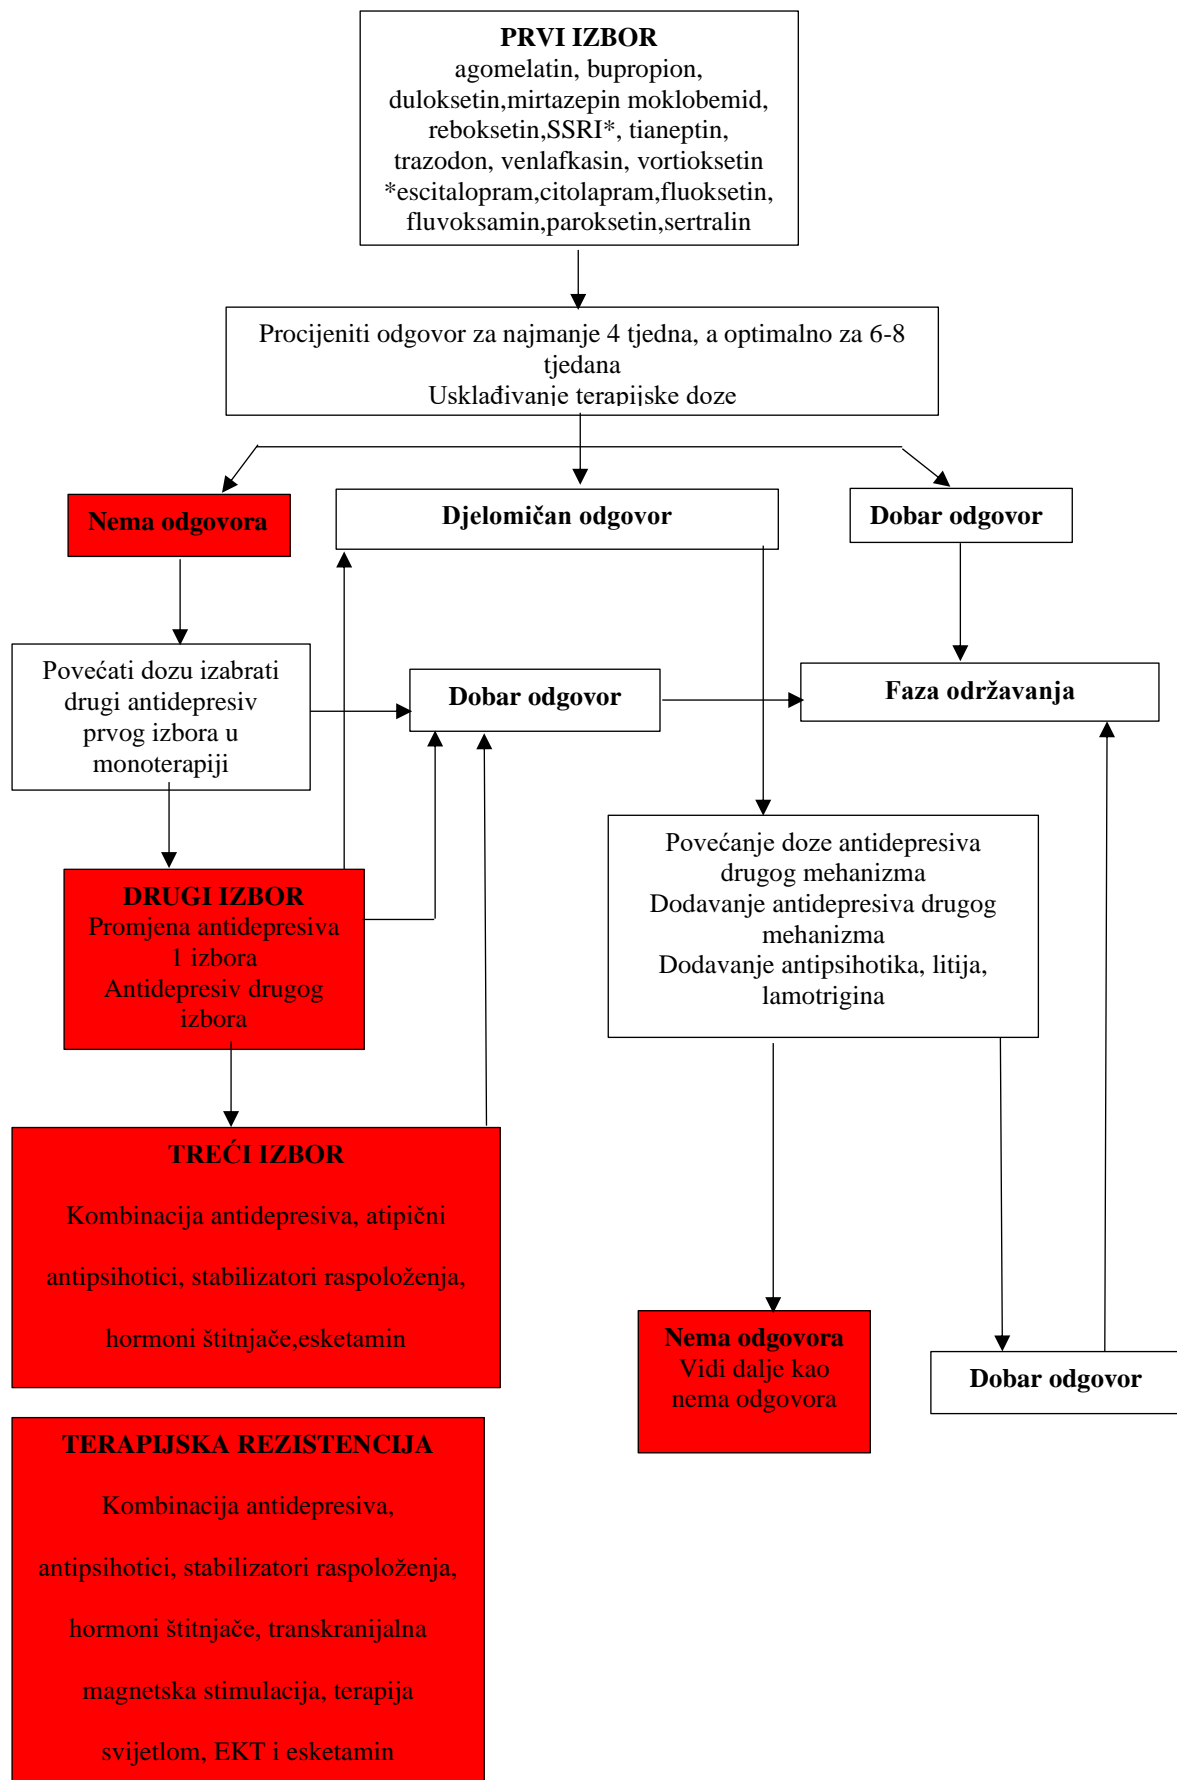 PRVI IZBOR
agomelatin, bupropion,
duloksetin,mirtazepin moklobemid,
reboksetin,SSRI*, tianeptin,
trazodon, venlafkasin, vortioksetin
*escitalopram,citolapram,fluoksetin,
fluvoksamin,paroksetin,sertralin
Procijeniti odgovor za najmanje 4 tjedna, a optimalno za 6-8
tjedana
Usklađivanje terapijske doze
Nema odgovora
Djelomičan odgovor
Dobar odgovor
Povećati dozu izabrati
drugi antidepresiv
prvog izbora u
monoterapiji
Dobar odgovor
Faza održavanja
DRUGI IZBOR
Promjena antidepresiva
1 izbora
Antidepresiv drugog
izbora
Povećanje doze antidepresiva
drugog mehanizma
Dodavanje antidepresiva drugog
mehanizma
Dodavanje antipsihotika, litija,
lamotrigina
TREĆI IZBOR
Kombinacija antidepresiva, atipični
antipsihotici, stabilizatori raspoloženja,
hormoni štitnjače,esketamin
Nema odgovora
Vidi dalje kao
nema odgovora
Dobar odgovor
TERAPIJSKA REZISTENCIJA
Kombinacija antidepresiva,
antipsihotici, stabilizatori raspoloženja,
hormoni štitnjače, transkranijalna
magnetska stimulacija, terapija
svijetlom, EKT i esketamin